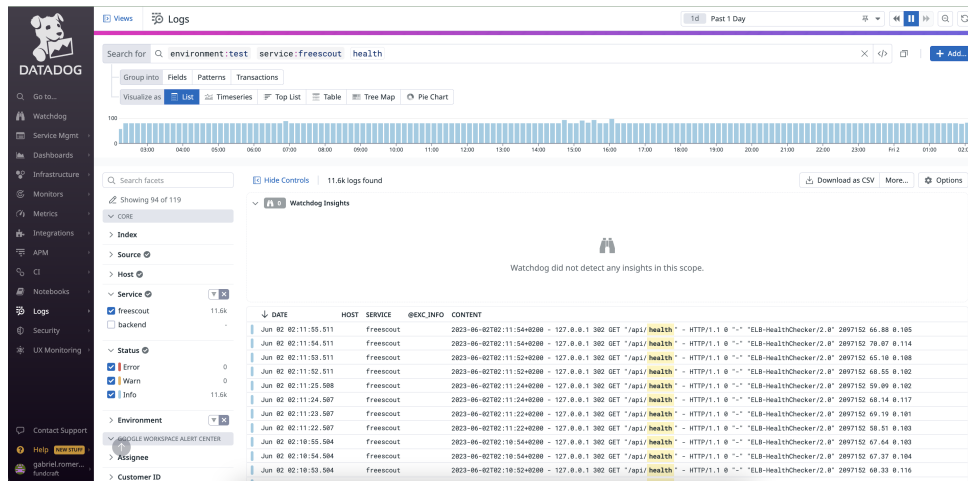 Views
Logs
1d Past 1 Day
Search for environment:test service:freescout health
</> + Add...
DATADOG
Group into Fields Patterns Transactions
Visualize as List Timeseries Top List Table Tree Map Pie Chart
Go to...
Watchdog
Service Mgmt
Dashboards
Infrastructure
Monitors
Metrics
Integrations
APM
CI
Notebooks
Logs
Security
UX Monitoring
Contact Support
Help NEW STUFF
gabriel.romer...
fundcraft
100
0
03:00 04:00 05:00 06:00 07:00 08:00 09:00 10:00 11:00 12:00 13:00 14:00 15:00 16:00 17:00 18:00 19:00 20:00 21:00 22:00 23:00 Fri 2 01:00 02:0
Search facets
Showing 94 of 119
CORE
Index
Source
Host
Service
freescout 11.6k
backend -
Status
Error 0
Warn 0
Info 11.6k
Environment
GOOGLE WORKSPACE ALERT CENTER
Assignee
Customer ID
Hide Controls 11.6k logs found
Download as CSV More... Options
0 Watchdog Insights
Watchdog did not detect any insights in this scope.
DATE HOST SERVICE @EXC_INFO CONTENT
Jun 02 02:11:55.511 freescout 2023-06-02T02:11:54+0200 - 127.0.0.1 302 GET "/api/health" - HTTP/1.1 0 "-" "ELB-HealthChecker/2.0" 2097152 66.88 0.105
Jun 02 02:11:54.511 freescout 2023-06-02T02:11:54+0200 - 127.0.0.1 302 GET "/api/health" - HTTP/1.1 0 "-" "ELB-HealthChecker/2.0" 2097152 70.07 0.114
Jun 02 02:11:53.511 freescout 2023-06-02T02:11:52+0200 - 127.0.0.1 302 GET "/api/health" - HTTP/1.1 0 "-" "ELB-HealthChecker/2.0" 2097152 65.10 0.108
Jun 02 02:11:52.511 freescout 2023-06-02T02:11:52+0200 - 127.0.0.1 302 GET "/api/health" - HTTP/1.1 0 "-" "ELB-HealthChecker/2.0" 2097152 68.55 0.102
Jun 02 02:11:25.508 freescout 2023-06-02T02:11:24+0200 - 127.0.0.1 302 GET "/api/health" - HTTP/1.1 0 "-" "ELB-HealthChecker/2.0" 2097152 59.09 0.102
Jun 02 02:11:24.507 freescout 2023-06-02T02:11:24+0200 - 127.0.0.1 302 GET "/api/health" - HTTP/1.1 0 "-" "ELB-HealthChecker/2.0" 2097152 68.14 0.117
Jun 02 02:11:23.507 freescout 2023-06-02T02:11:22+0200 - 127.0.0.1 302 GET "/api/health" - HTTP/1.1 0 "-" "ELB-HealthChecker/2.0" 2097152 69.19 0.101
Jun 02 02:11:22.507 freescout 2023-06-02T02:11:22+0200 - 127.0.0.1 302 GET "/api/health" - HTTP/1.1 0 "-" "ELB-HealthChecker/2.0" 2097152 58.51 0.103
Jun 02 02:10:55.504 freescout 2023-06-02T02:10:54+0200 - 127.0.0.1 302 GET "/api/health" - HTTP/1.1 0 "-" "ELB-HealthChecker/2.0" 2097152 67.64 0.103
Jun 02 02:10:54.504 freescout 2023-06-02T02:10:54+0200 - 127.0.0.1 302 GET "/api/health" - HTTP/1.1 0 "-" "ELB-HealthChecker/2.0" 2097152 67.37 0.104
Jun 02 02:10:53.504 freescout 2023-06-02T02:10:52+0200 - 127.0.0.1 302 GET "/api/health" - HTTP/1.1 0 "-" "ELB-HealthChecker/2.0" 2097152 60.33 0.116